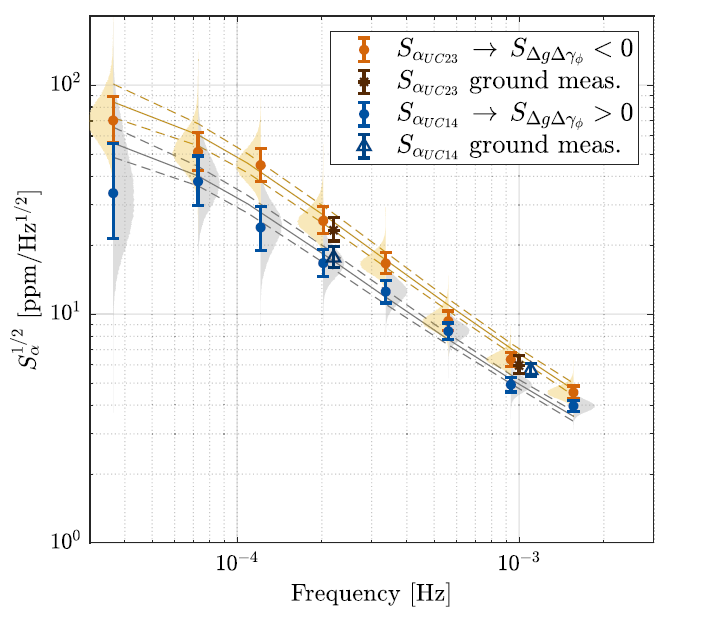 S_{α_{UC23}} → S_{ΔgΔγ_ϕ} < 0
S_{α_{UC23}} ground meas.
S_{α_{UC14}} → S_{ΔgΔγ_ϕ} > 0
S_{α_{UC14}} ground meas.
10^2
10^1
10^0
S_α^{1/2} [ppm/Hz^{1/2}]
10^{-4} 10^{-3}
Frequency [Hz]